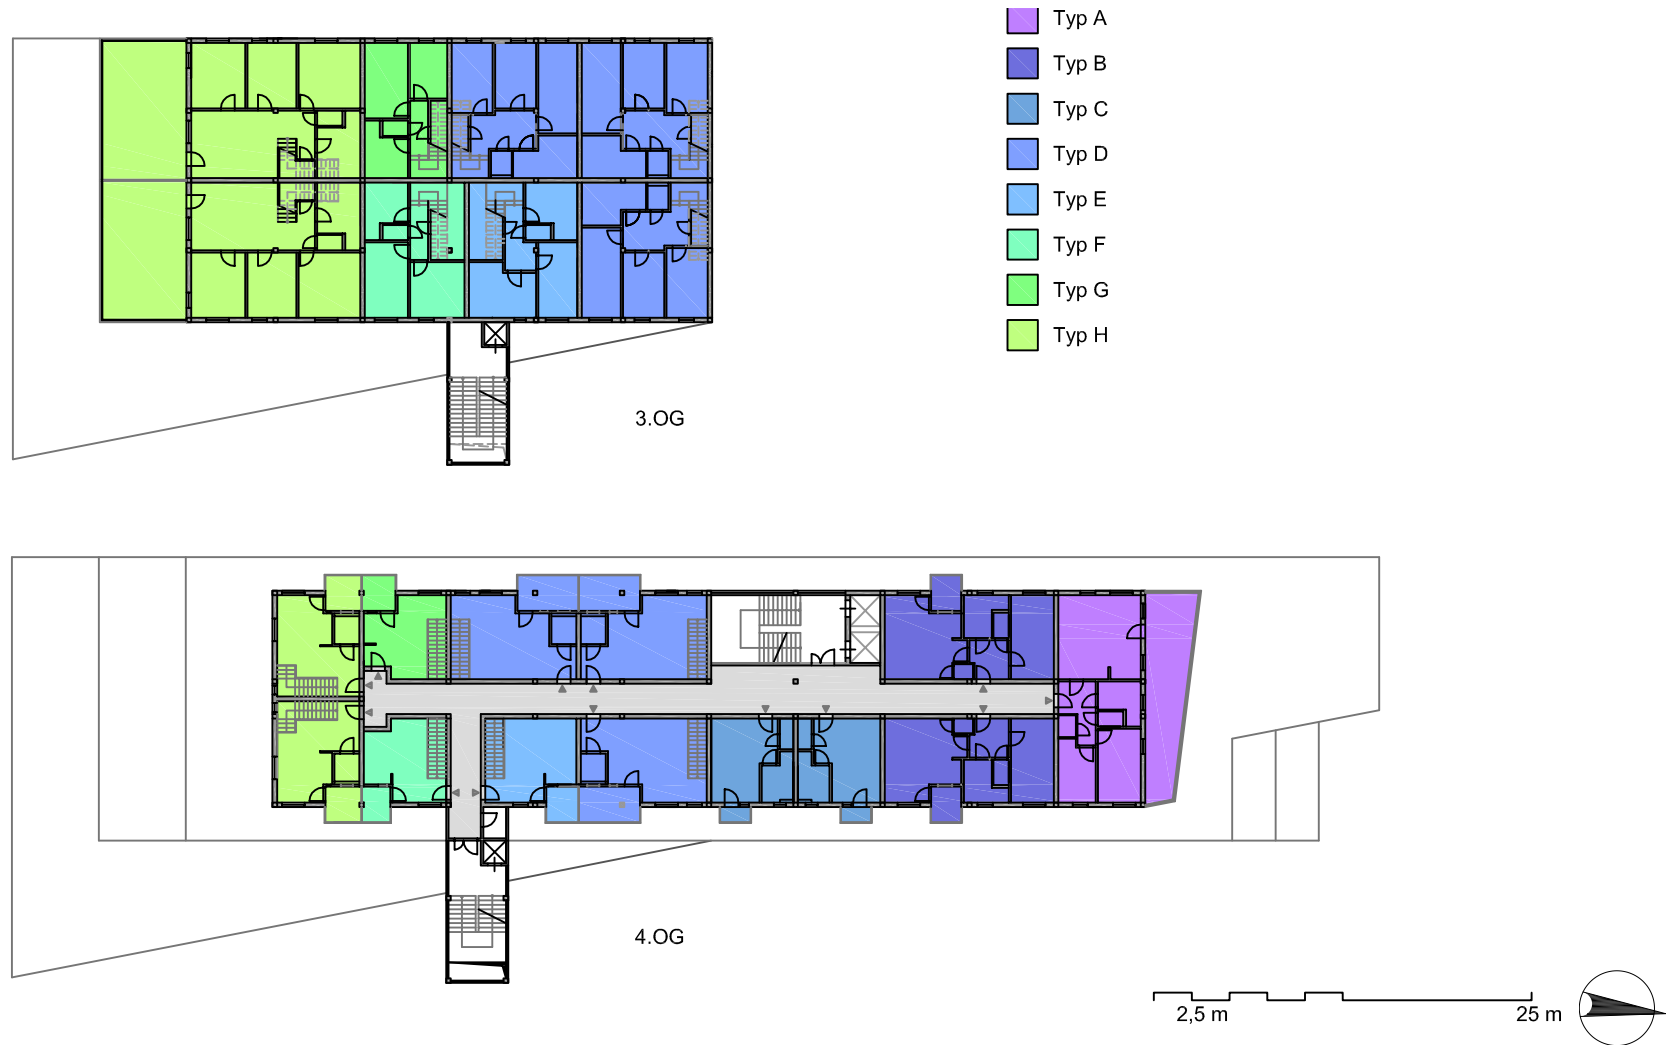 Typ A
Typ B
Typ C
Typ D
Typ E
Typ F
Typ G
Typ H
3.OG
4.OG
2,5 m
25 m